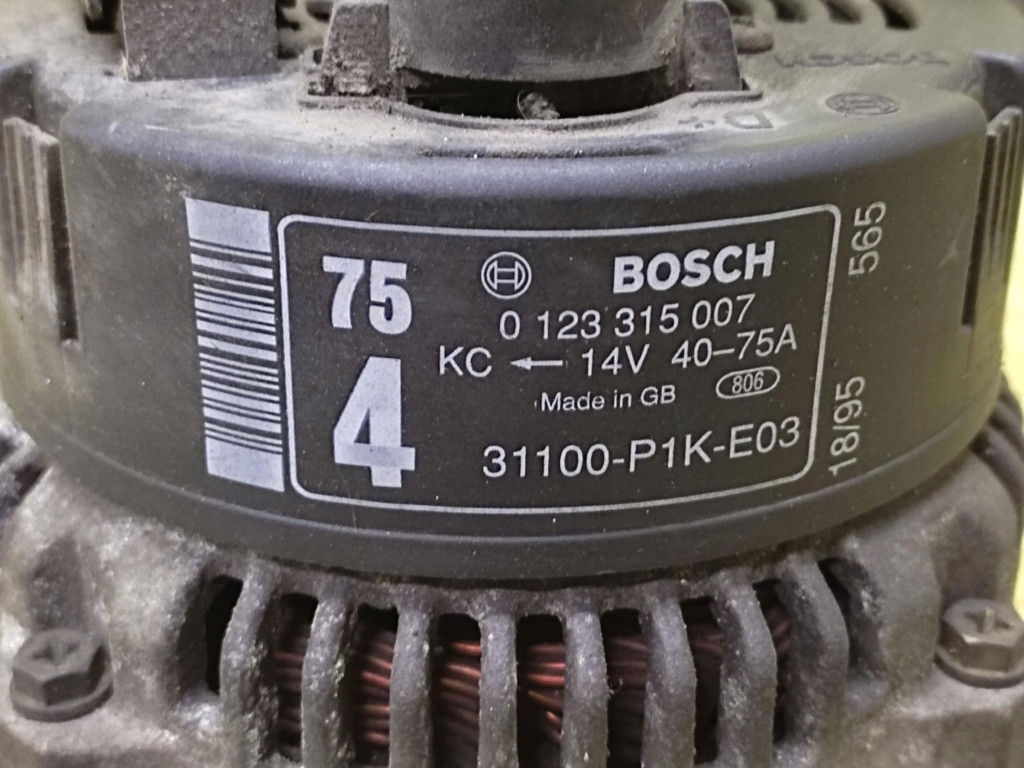 75
4
BOSCH
0 123 315 007
KC ← 14V 40-75A
Made in GB 806
31100-P1K-E03
18/95 565